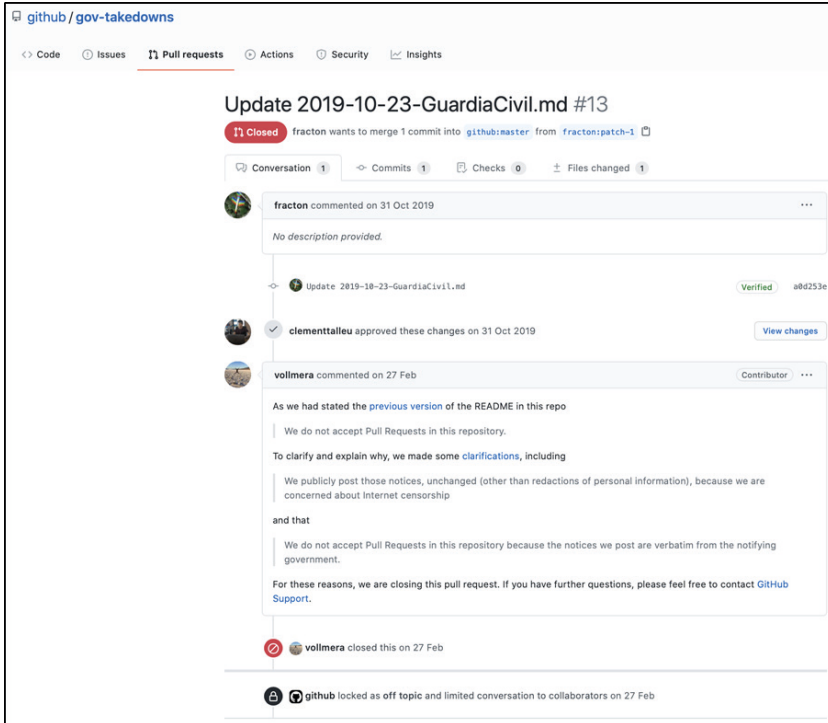 github / gov-takedowns
Code Issues Pull requests Actions Security Insights
Update 2019-10-23-GuardiaCivil.md #13
Closed fracton wants to merge 1 commit into github:master from fracton:patch-1
Conversation 1 Commits 1 Checks 0 Files changed 1
fracton commented on 31 Oct 2019 ···
No description provided.
Update 2019-10-23-GuardiaCivil.md Verified a0d253e
clementtalleu approved these changes on 31 Oct 2019 View changes
vollmera commented on 27 Feb Contributor ···
As we had stated the previous version of the README in this repo
We do not accept Pull Requests in this repository.
To clarify and explain why, we made some clarifications, including
We publicly post those notices, unchanged (other than redactions of personal information), because we are
concerned about Internet censorship
and that
We do not accept Pull Requests in this repository because the notices we post are verbatim from the notifying
government.
For these reasons, we are closing this pull request. If you have further questions, please feel free to contact GitHub
Support.
vollmera closed this on 27 Feb
github locked as off topic and limited conversation to collaborators on 27 Feb